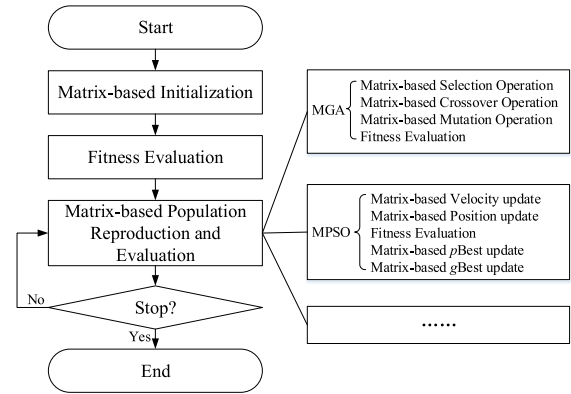 Start
Matrix-based Initialization
Fitness Evaluation
Matrix-based Population
Reproduction and
Evaluation
No
Stop?
Yes
End
MGA
Matrix-based Selection Operation
Matrix-based Crossover Operation
Matrix-based Mutation Operation
Fitness Evaluation
MPSO
Matrix-based Velocity update
Matrix-based Position update
Fitness Evaluation
Matrix-based pBest update
Matrix-based gBest update
……